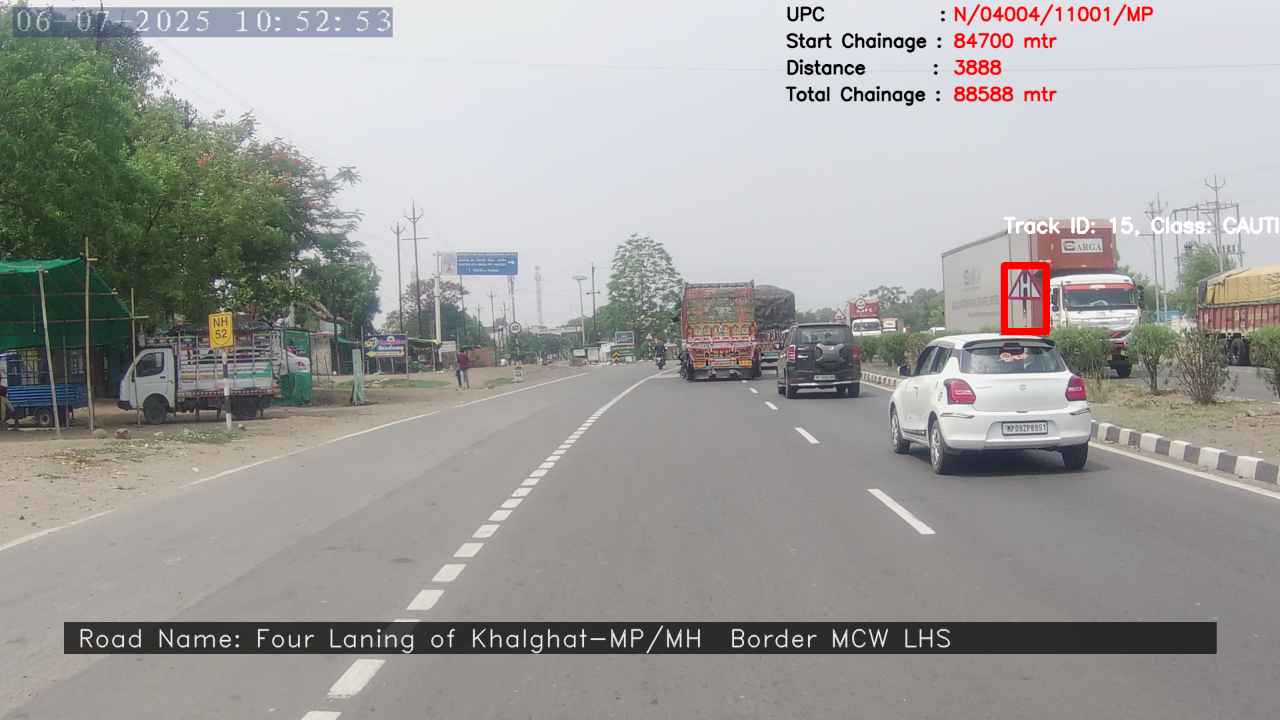 06-07-2025 10:52:53
UPC : N/04004/11001/MP
Start Chainage : 84700 mtr
Distance : 3888
Total Chainage : 88588 mtr
Track ID: 15, Class: CAUTI
CARGA
NH
52
Road Name: Four Laning of Khalghat-MP/MH Border MCW LHS